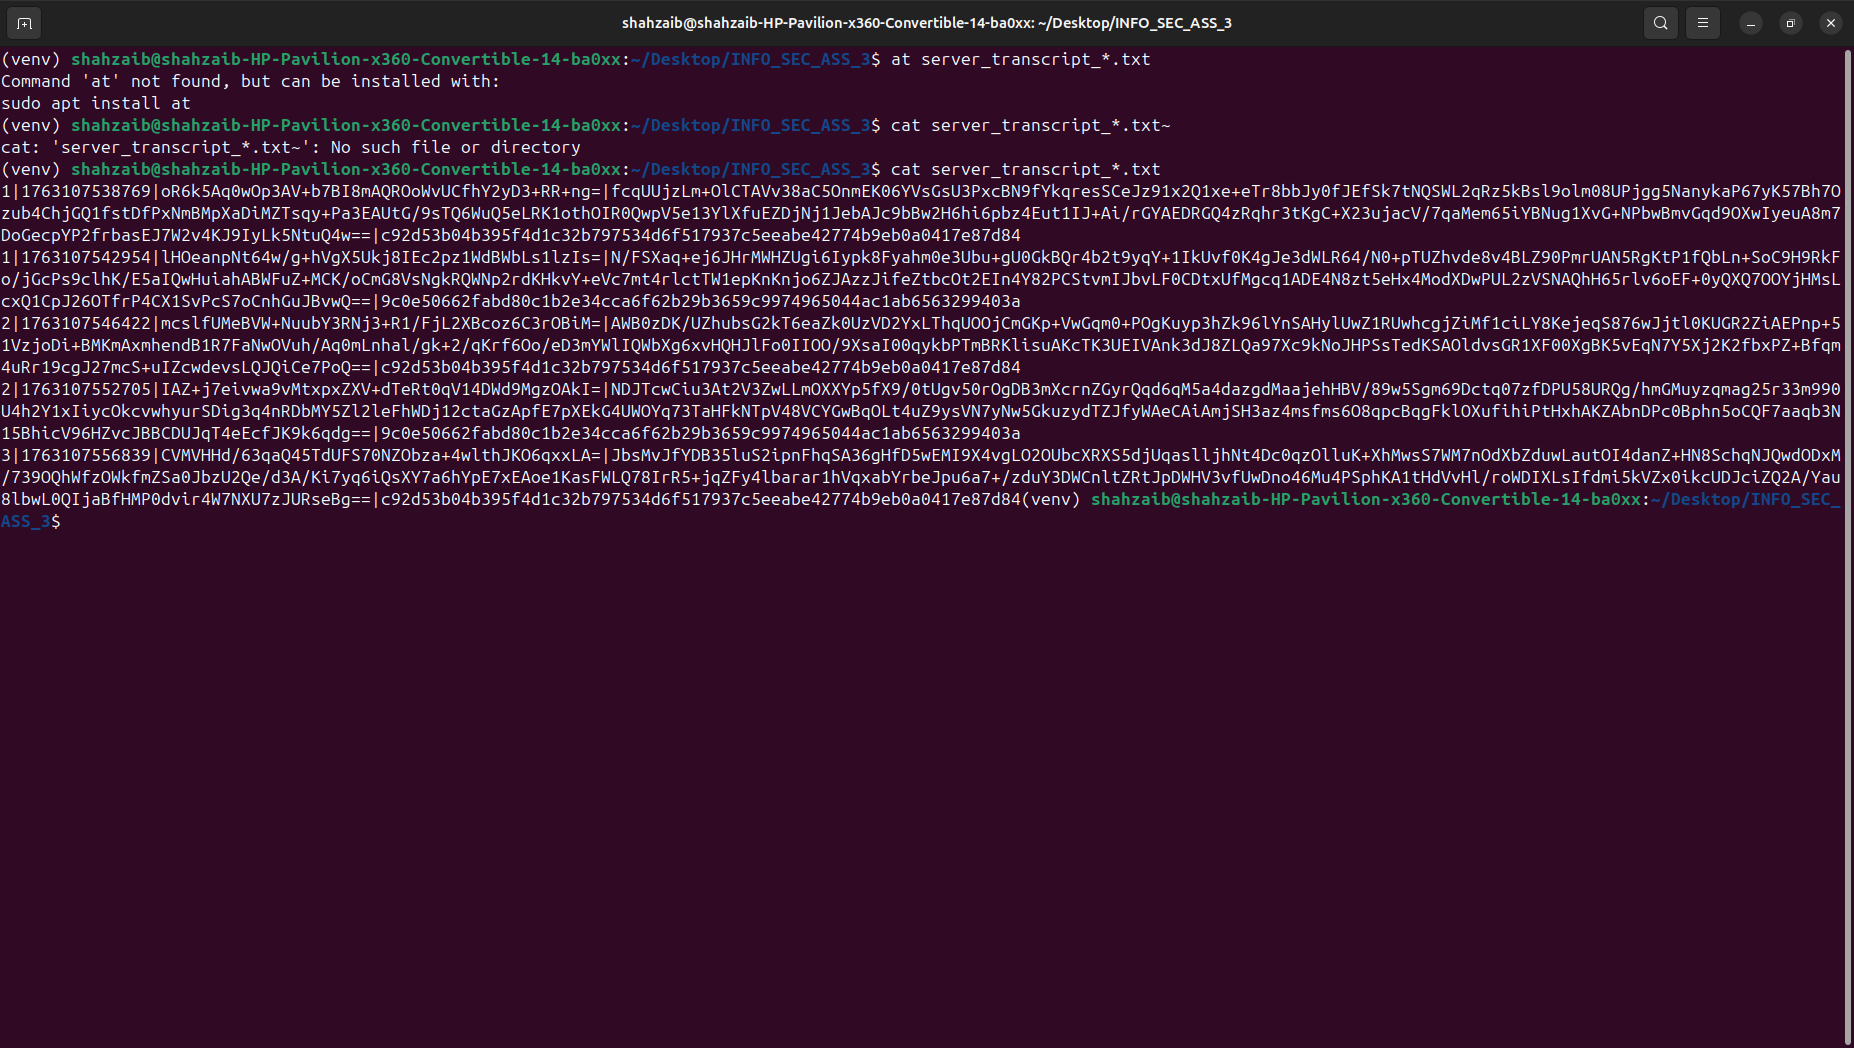 shahzaib@shahzaib-HP-Pavilion-x360-Convertible-14-ba0xx: ~/Desktop/INFO_SEC_ASS_3
(venv) shahzaib@shahzaib-HP-Pavilion-x360-Convertible-14-ba0xx:~/Desktop/INFO_SEC_ASS_3$ at server_transcript_*.txt
Command 'at' not found, but can be installed with:
sudo apt install at
(venv) shahzaib@shahzaib-HP-Pavilion-x360-Convertible-14-ba0xx:~/Desktop/INFO_SEC_ASS_3$ cat server_transcript_*.txt~
cat: 'server_transcript_*.txt~': No such file or directory
(venv) shahzaib@shahzaib-HP-Pavilion-x360-Convertible-14-ba0xx:~/Desktop/INFO_SEC_ASS_3$ cat server_transcript_*.txt
1|1763107538769|oR6k5Aq0wOp3AV+b7BI8mAQROoWvUCfhY2yD3+RR+ng=|fcqUUjzLm+OlCTAVv38aC5OnmEK06YVsGsU3PxcBN9fYkqresSCeJz91x2Q1xe+eTr8bbJy0fJEfSk7tNQSWL2qRz5kBsl9olm08UPjgg5NanykaP67yK57Bh7O
zub4ChjGQ1fstDfPxNmBMpXaDiMZTsqy+Pa3EAUtG/9sTQ6WuQ5eLRK1othOIR0QwpV5e13YlXfuEZDjNj1JebAJc9bBw2H6hi6pbz4Eut1IJ+Ai/rGYAEDRGQ4zRqhr3tKgC+X23ujacV/7qaMem65iYBNug1XvG+NPbwBmvGqd9OXwIyeuA8m7
DoGecpYP2frbasEJ7W2v4KJ9IyLk5NtuQ4w==|c92d53b04b395f4d1c32b797534d6f517937c5eeabe42774b9eb0a0417e87d84
1|1763107542954|lHOeanpNt64w/g+hVgX5Ukj8IEc2pz1WdBWbLs1lzIs=|N/FSXaq+ej6JHrMWHZUgi6Iypk8Fyahm0e3Ubu+gU0GkBQr4b2t9yqY+1IkUvf0K4gJe3dWLR64/N0+pTUZhvde8v4BLZ90PmrUAN5RgKtP1fQbLn+SoC9H9RkF
o/jGcPs9clhK/E5aIQwHuiahABWFuZ+MCK/oCmG8VsNgkRQWNp2rdKHkvY+eVc7mt4rlctTW1epKnKnjo6ZJAzzJifeZtbcOt2EIn4Y82PCStvmIJbvLF0CDtxUfMgcq1ADE4N8zt5eHx4ModXDwPUL2zVSNAQhH65rlv6oEF+0yQXQ7OOYjHMsL
cxQ1CpJ26OTfrP4CX1SvPcS7oCnhGuJBvwQ==|9c0e50662fabd80c1b2e34cca6f62b29b3659c9974965044ac1ab6563299403a
2|1763107546422|mcslfUMeBVW+NuubY3RNj3+R1/FjL2XBcoz6C3rOBiM=|AWB0zDK/UZhubsG2kT6eaZk0UzVD2YxLThqUOOjCmGKp+VwGqm0+POgKuyp3hZk96lYnSAHylUwZ1RUwhcgjZiMf1ciLY8KejeqS876wJjtl0KUGR2ZiAEPnp+5
1VzjoDi+BMKmAxmhendB1R7FaNwOVuh/Aq0mLnhal/gk+2/qKrf6Oo/eD3mYWlIQWbXg6xvHQHJlFo0IIOO/9XsaI00qykbPTmBRKlisuAKcTK3UEIVAnk3dJ8ZLQa97Xc9kNoJHPSsTedKSAOldvsGR1XF00XgBK5vEqN7Y5Xj2K2fbxPZ+Bfqm
4uRr19cgJ27mcS+uIZcwdevsLQJQiCe7PoQ==|c92d53b04b395f4d1c32b797534d6f517937c5eeabe42774b9eb0a0417e87d84
2|1763107552705|IAZ+j7eivwa9vMtxpxZXV+dTeRt0qV14DWd9MgzOAkI=|NDJTcwCiu3At2V3ZwLLmOXXYp5fX9/0tUgv50rOgDB3mXcrnZGyrQqd6qM5a4dazgdMaajehHBV/89w5Sgm69Dctq07zfDPU58URQg/hmGMuyzqmag25r33m990
U4h2Y1xIiycOkcvwhyurSDig3q4nRDbMY5Zl2leFhWDj12ctaGzApfE7pXEkG4UWOYq73TaHFkNTpV48VCYGwBqOLt4uZ9ysVN7yNw5GkuzydTZJfyWAeCAiAmjSH3az4msfms6O8qpcBqgFklOXufihiPtHxhAKZAbnDPc0Bphn5oCQF7aaqb3N
15BhicV96HZvcJBBCDUJqT4eEcfJK9k6qdg==|9c0e50662fabd80c1b2e34cca6f62b29b3659c9974965044ac1ab6563299403a
3|1763107556839|CVMVHHd/63qaQ45TdUFS70NZObza+4wlthJKO6qxxLA=|JbsMvJfYDB35luS2ipnFhqSA36gHfD5wEMI9X4vgLO2OUbcXRXS5djUqaslljhNt4Dc0qzOlluK+XhMwsS7WM7nOdXbZduwLautOI4danZ+HN8SchqNJQwdODxM
/739OQhWfzOWkfmZSa0JbzU2Qe/d3A/Ki7yq6iQsXY7a6hYpE7xEAoe1KasFWLQ78IrR5+jqZFy4lbarar1hVqxabYrbeJpu6a7+/zduY3DWCnltZRtJpDWHV3vfUwDno46Mu4PSphKA1tHdVvHl/roWDIXLsIfdmi5kVZx0ikcUDJciZQ2A/Yau
8lbwL0QIjaBfHMP0dvir4W7NXU7zJURseBg==|c92d53b04b395f4d1c32b797534d6f517937c5eeabe42774b9eb0a0417e87d84(venv) shahzaib@shahzaib-HP-Pavilion-x360-Convertible-14-ba0xx:~/Desktop/INFO_SEC_
ASS_3$